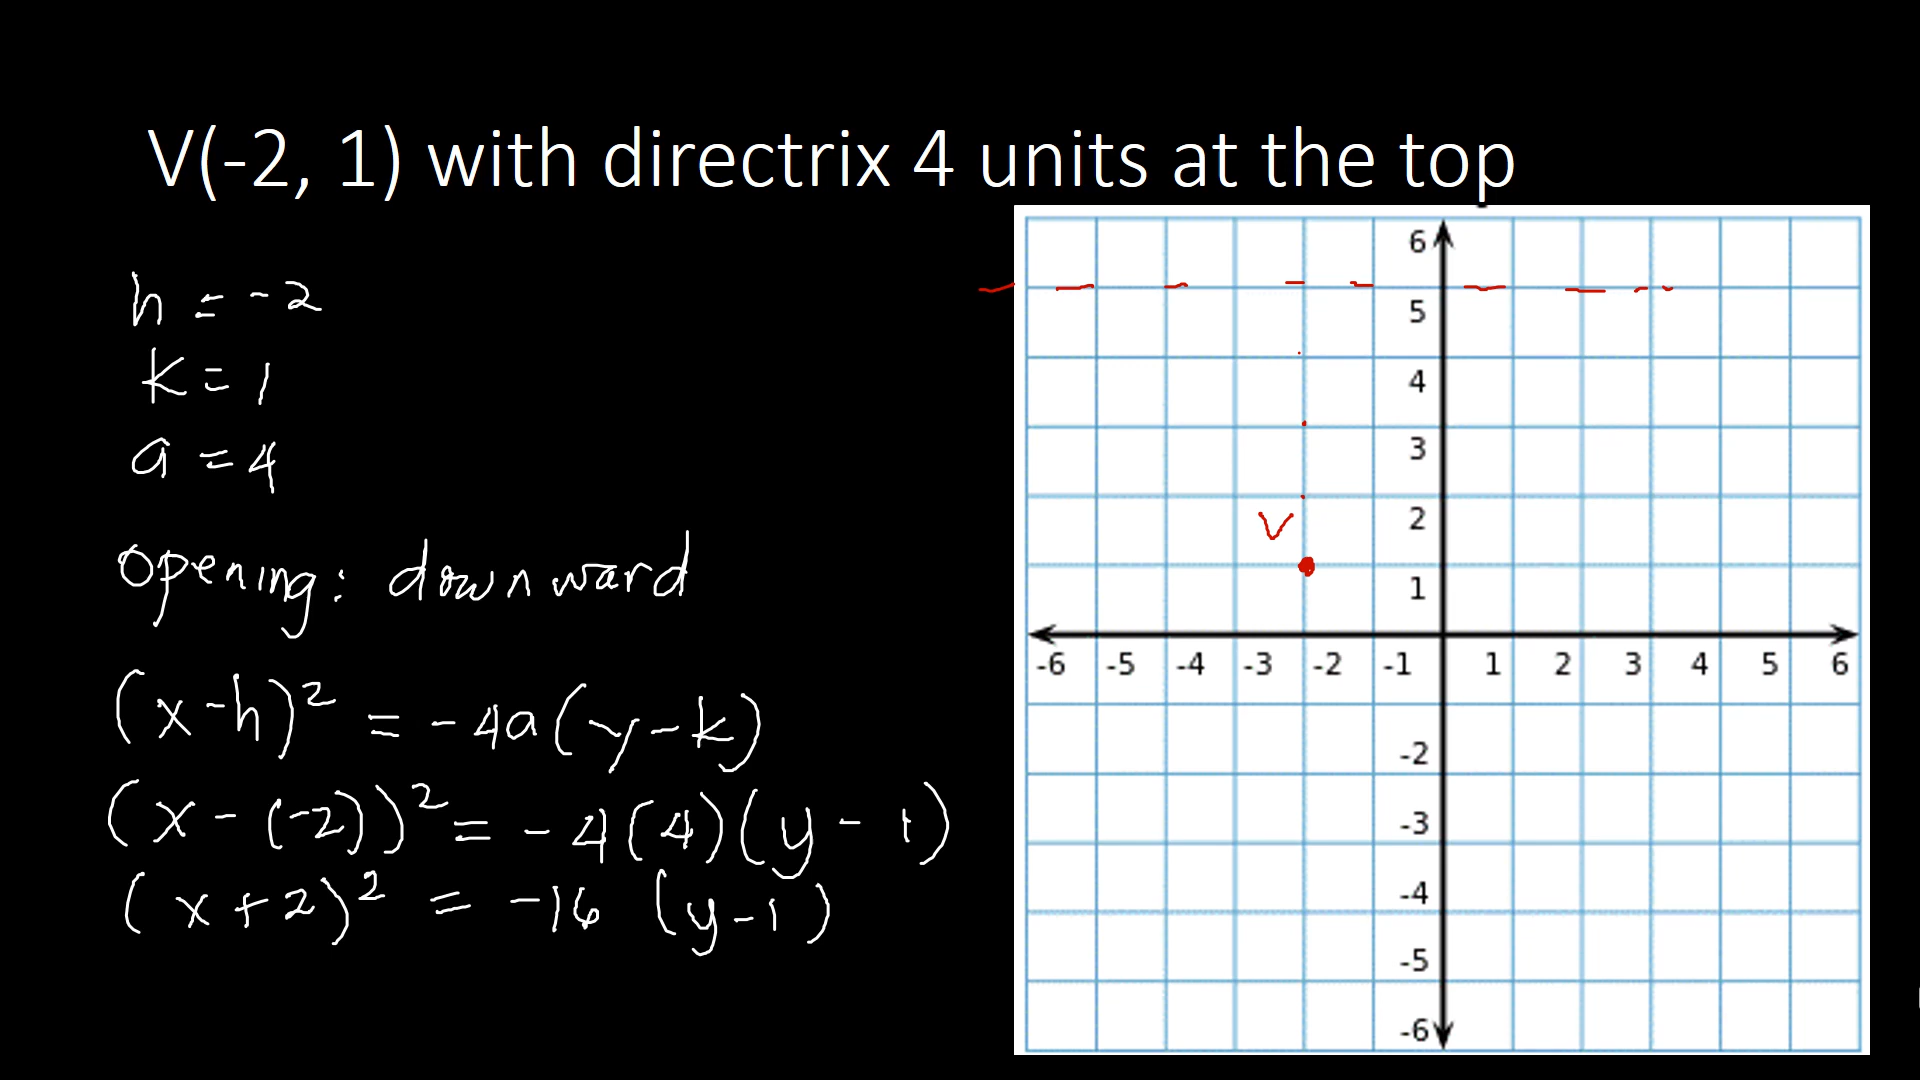 V(-2, 1) with directrix 4 units at the top
h = -2
k = 1
a = 4
opening: downward
(x-h)² = -4a(y-k)
(x-(-2))² = -4(4)(y-1)
(x+2)² = -16 (y-1)
6
5
4
3
V
2
1
-6 -5 -4 -3 -2 -1 1 2 3 4 5 6
-2
-3
-4
-5
-6